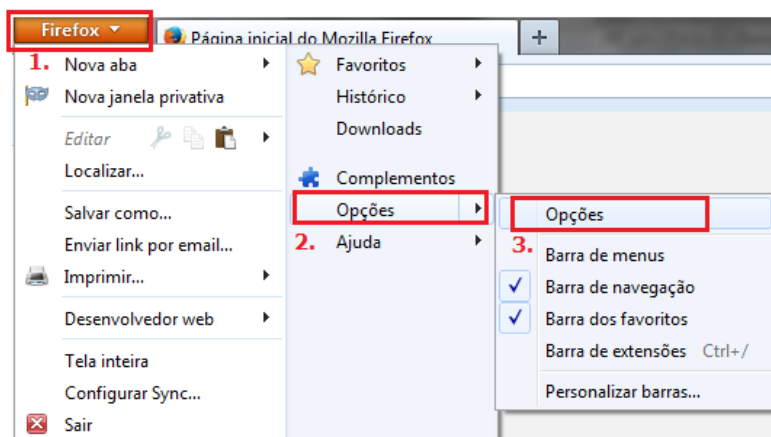 Firefox
Página inicial do Mozilla Firefox
+
1. Nova aba
Nova janela privativa
Editar
Localizar...
Salvar como...
Enviar link por email...
Imprimir...
Desenvolvedor web
Tela inteira
Configurar Sync...
Sair
Favoritos
Histórico
Downloads
Complementos
Opções
2. Ajuda
Opções
3.
Barra de menus
Barra de navegação
Barra dos favoritos
Barra de extensões Ctrl+/
Personalizar barras...